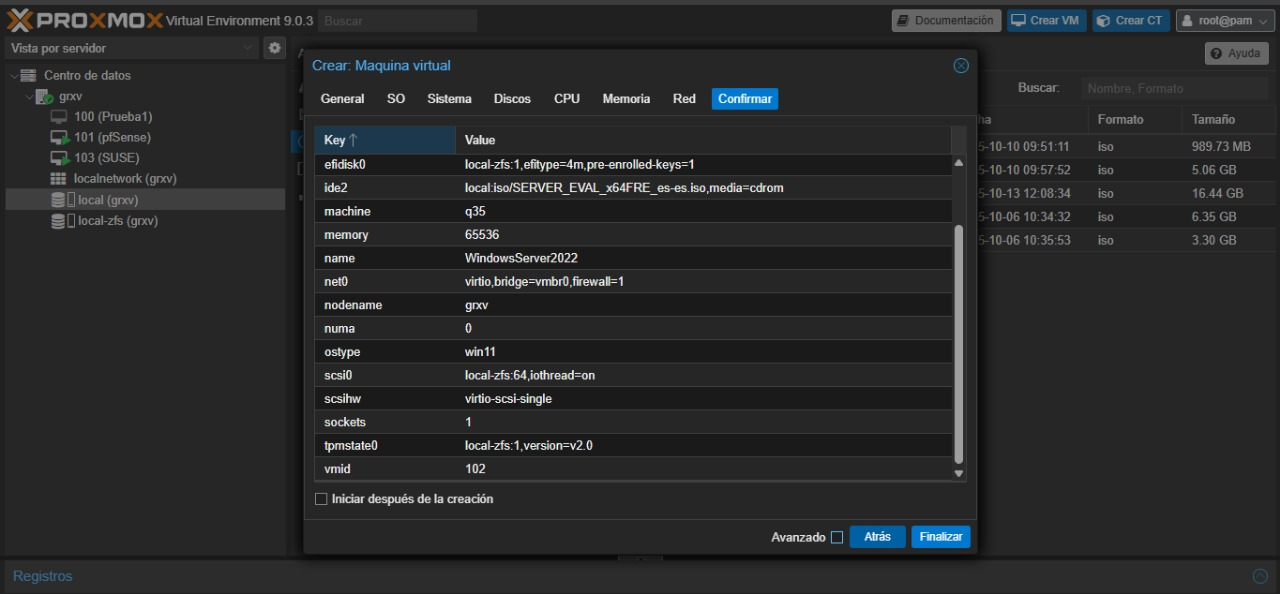 PROXMOX Virtual Environment 9.0.3 Buscar Documentación Crear VM Crear CT root@pam
Vista por servidor Ayuda
Centro de datos
grxv
100 (Prueba1)
101 (pfSense)
103 (SUSE)
localnetwork (grxv)
local (grxv)
local-zfs (grxv)
Crear: Maquina virtual
General SO Sistema Discos CPU Memoria Red Confirmar
Key Value
efidisk0 local-zfs:1,efitype=4m,pre-enrolled-keys=1
ide2 local:iso/SERVER_EVAL_x64FRE_es-es.iso,media=cdrom
machine q35
memory 65536
name WindowsServer2022
net0 virtio,bridge=vmbr0,firewall=1
nodename grxv
numa 0
ostype win11
scsi0 local-zfs:64,iothread=on
scsihw virtio-scsi-single
sockets 1
tpmstate0 local-zfs:1,version=v2.0
vmid 102
Iniciar después de la creación
Avanzado Atrás Finalizar
Buscar: Nombre, Formato
ha Formato Tamaño
5-10-10 09:51:11 iso 989.73 MB
5-10-10 09:57:52 iso 5.06 GB
5-10-13 12:08:34 iso 16.44 GB
5-10-06 10:34:32 iso 6.35 GB
5-10-06 10:35:53 iso 3.30 GB
Registros